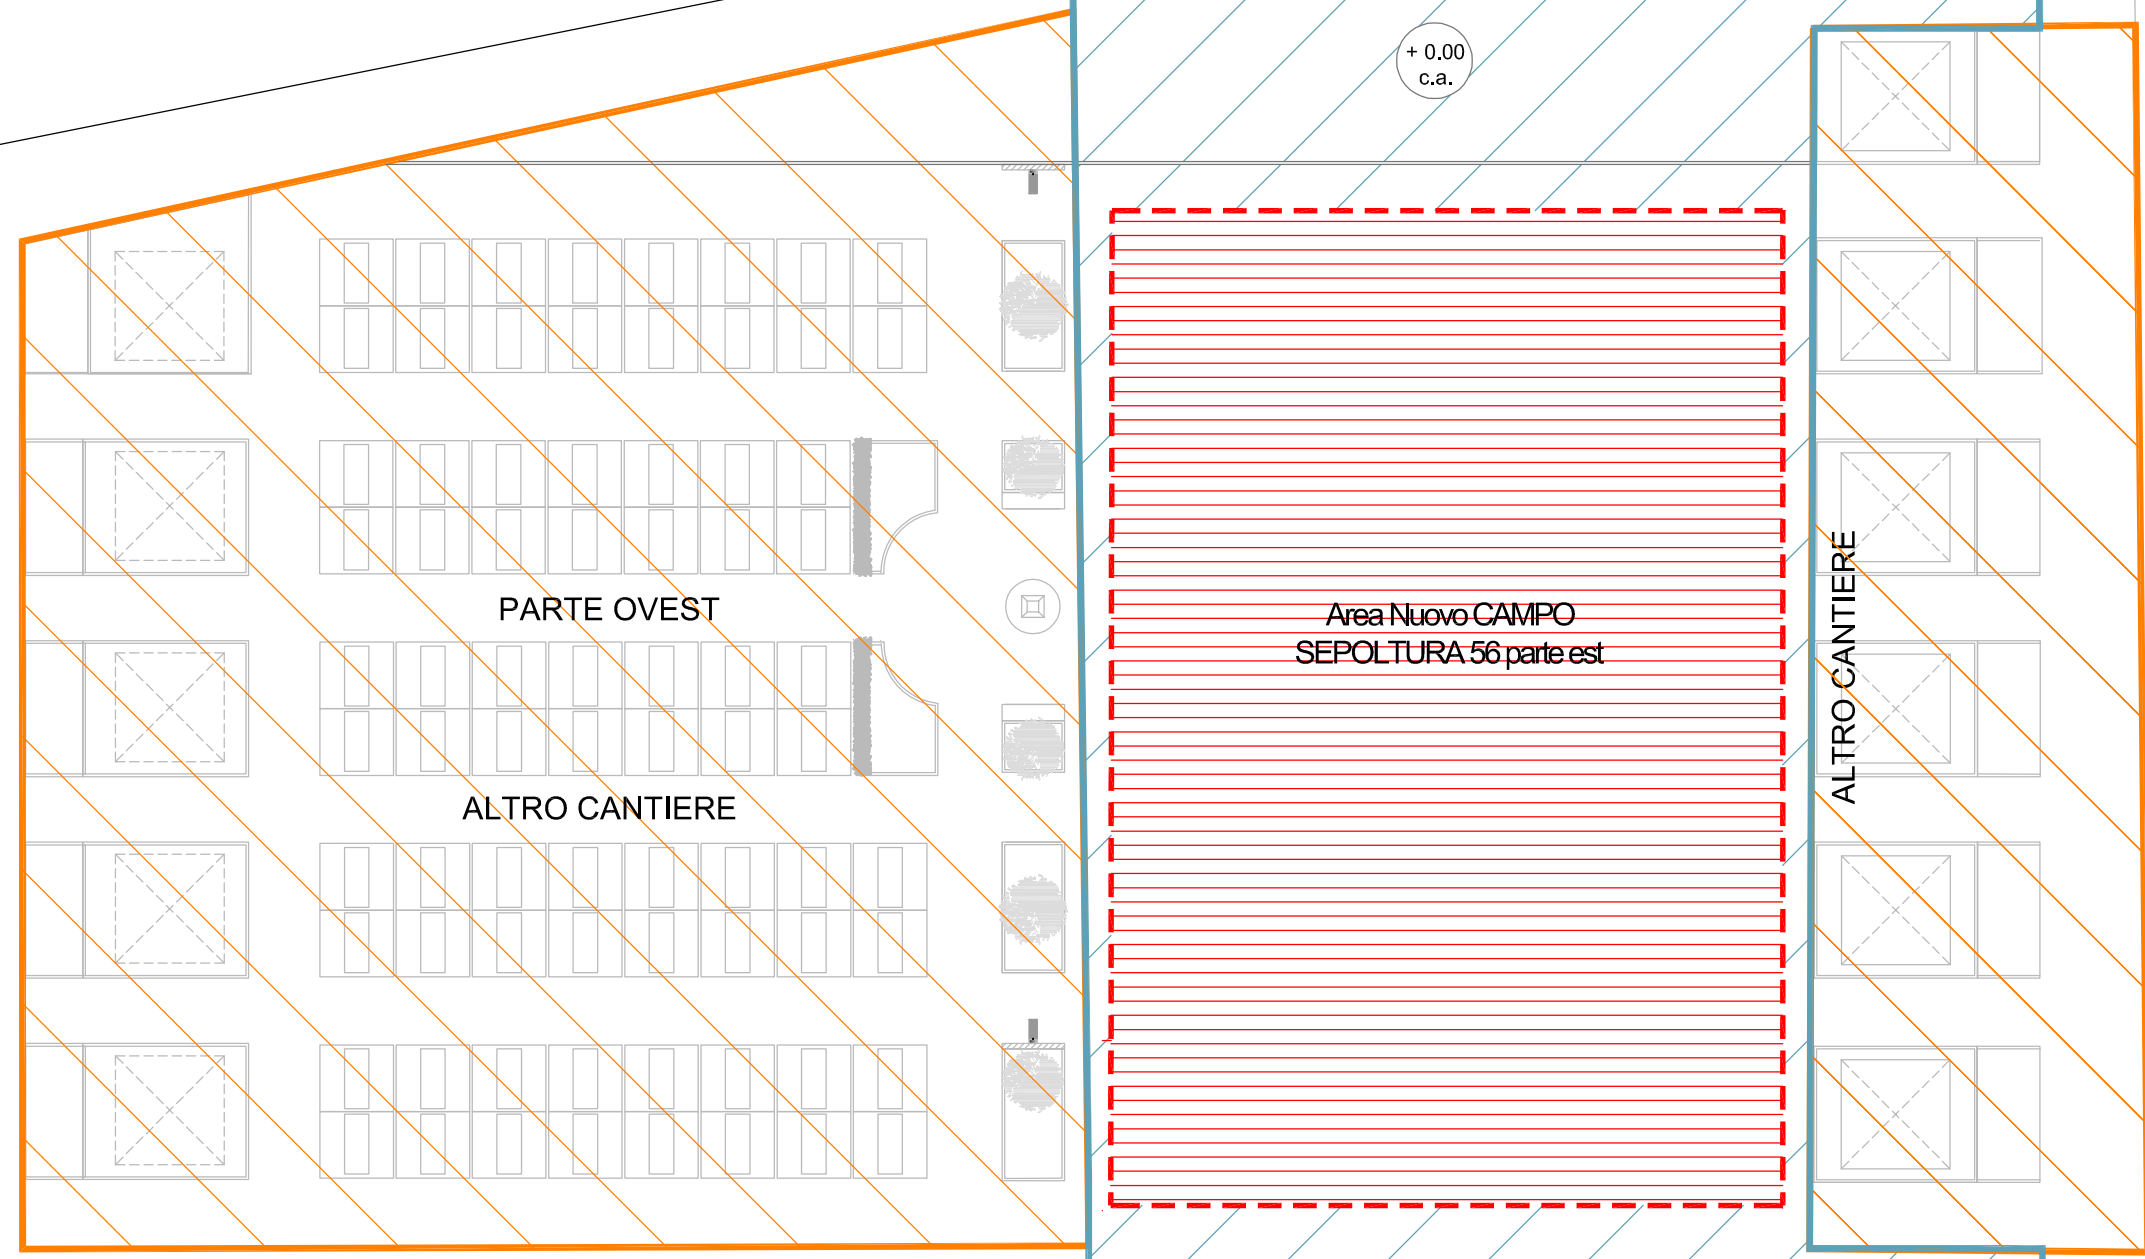 + 0.00
c.a.
PARTE OVEST
ALTRO CANTIERE
Area Nuovo CAMPO
SEPOLTURA 56 parte est
ALTRO CANTIERE